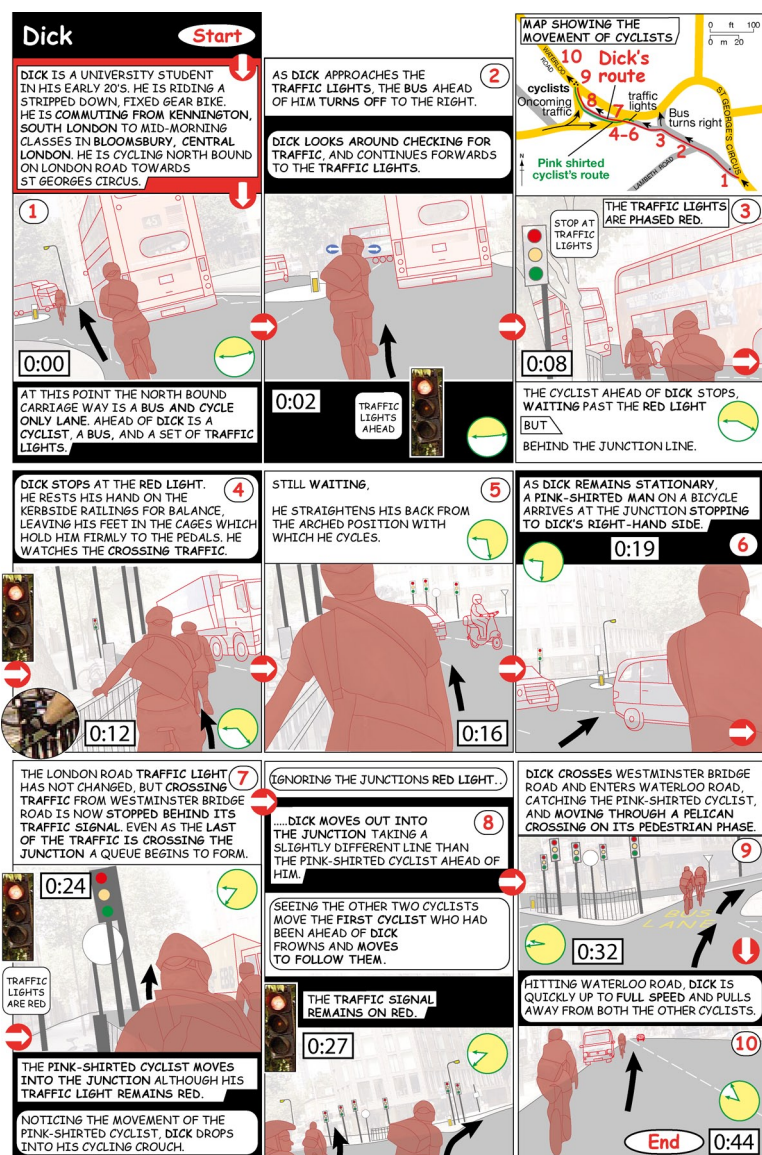 Dick
Start
DICK IS A UNIVERSITY STUDENT
IN HIS EARLY 20'S. HE IS RIDING A
STRIPPED DOWN, FIXED GEAR BIKE.
HE IS COMMUTING FROM KENNINGTON,
SOUTH LONDON TO MID-MORNING
CLASSES IN BLOOMSBURY, CENTRAL
LONDON. HE IS CYCLING NORTH BOUND
ON LONDON ROAD TOWARDS
ST GEORGES CIRCUS.
1
0:00
AT THIS POINT THE NORTH BOUND
CARRIAGE WAY IS A BUS AND CYCLE
ONLY LANE. AHEAD OF DICK IS A
CYCLIST, A BUS, AND A SET OF TRAFFIC
LIGHTS.
2
AS DICK APPROACHES THE
TRAFFIC LIGHTS, THE BUS AHEAD
OF HIM TURNS OFF TO THE RIGHT.
DICK LOOKS AROUND CHECKING FOR
TRAFFIC, AND CONTINUES FORWARDS
TO THE TRAFFIC LIGHTS.
0:02
TRAFFIC
LIGHTS
AHEAD
MAP SHOWING THE
MOVEMENT OF CYCLISTS
0 ft 100
0 m 20
WATERLOO
ROAD
10
9
Dick's
route
cyclists
Oncoming
traffic
8
7
traffic
lights
4-6
3
Bus
turns right
2
1
ST GEORGE'S CIRCUS
Pink shirted
cyclist's route
LAMBETH ROAD
N
S
THE TRAFFIC LIGHTS
ARE PHASED RED.
3
STOP AT
TRAFFIC
LIGHTS
0:08
THE CYCLIST AHEAD OF DICK STOPS,
WAITING PAST THE RED LIGHT
BUT
BEHIND THE JUNCTION LINE.
DICK STOPS AT THE RED LIGHT.
HE RESTS HIS HAND ON THE
KERBSIDE RAILINGS FOR BALANCE,
LEAVING HIS FEET IN THE CAGES WHICH
HOLD HIM FIRMLY TO THE PEDALS. HE
WATCHES THE CROSSING TRAFFIC.
4
0:12
STILL WAITING,
HE STRAIGHTENS HIS BACK FROM
THE ARCHED POSITION WITH
WHICH HE CYCLES.
5
0:16
AS DICK REMAINS STATIONARY,
A PINK-SHIRTED MAN ON A BICYCLE
ARRIVES AT THE JUNCTION STOPPING
TO DICK'S RIGHT-HAND SIDE.
0:19
6
THE LONDON ROAD TRAFFIC LIGHT
HAS NOT CHANGED, BUT CROSSING
TRAFFIC FROM WESTMINSTER BRIDGE
ROAD IS NOW STOPPED BEHIND ITS
TRAFFIC SIGNAL. EVEN AS THE LAST
OF THE TRAFFIC IS CROSSING THE
JUNCTION A QUEUE BEGINS TO FORM.
7
0:24
TRAFFIC
LIGHTS
ARE RED
THE PINK-SHIRTED CYCLIST MOVES
INTO THE JUNCTION ALTHOUGH HIS
TRAFFIC LIGHT REMAINS RED.
NOTICING THE MOVEMENT OF THE
PINK-SHIRTED CYCLIST, DICK DROPS
INTO HIS CYCLING CROUCH.
IGNORING THE JUNCTIONS RED LIGHT..
.....DICK MOVES OUT INTO
THE JUNCTION TAKING A
SLIGHTLY DIFFERENT LINE THAN
THE PINK-SHIRTED CYCLIST AHEAD OF
HIM.
8
SEEING THE OTHER TWO CYCLISTS
MOVE THE FIRST CYCLIST WHO HAD
BEEN AHEAD OF DICK
FROWNS AND MOVES
TO FOLLOW THEM.
THE TRAFFIC SIGNAL
REMAINS ON RED.
0:27
DICK CROSSES WESTMINSTER BRIDGE
ROAD AND ENTERS WATERLOO ROAD,
CATCHING THE PINK-SHIRTED CYCLIST,
AND MOVING THROUGH A PELICAN
CROSSING ON ITS PEDESTRIAN PHASE.
9
BUS
LANE
0:32
HITTING WATERLOO ROAD, DICK IS
QUICKLY UP TO FULL SPEED AND PULLS
AWAY FROM BOTH THE OTHER CYCLISTS.
10
End
0:44